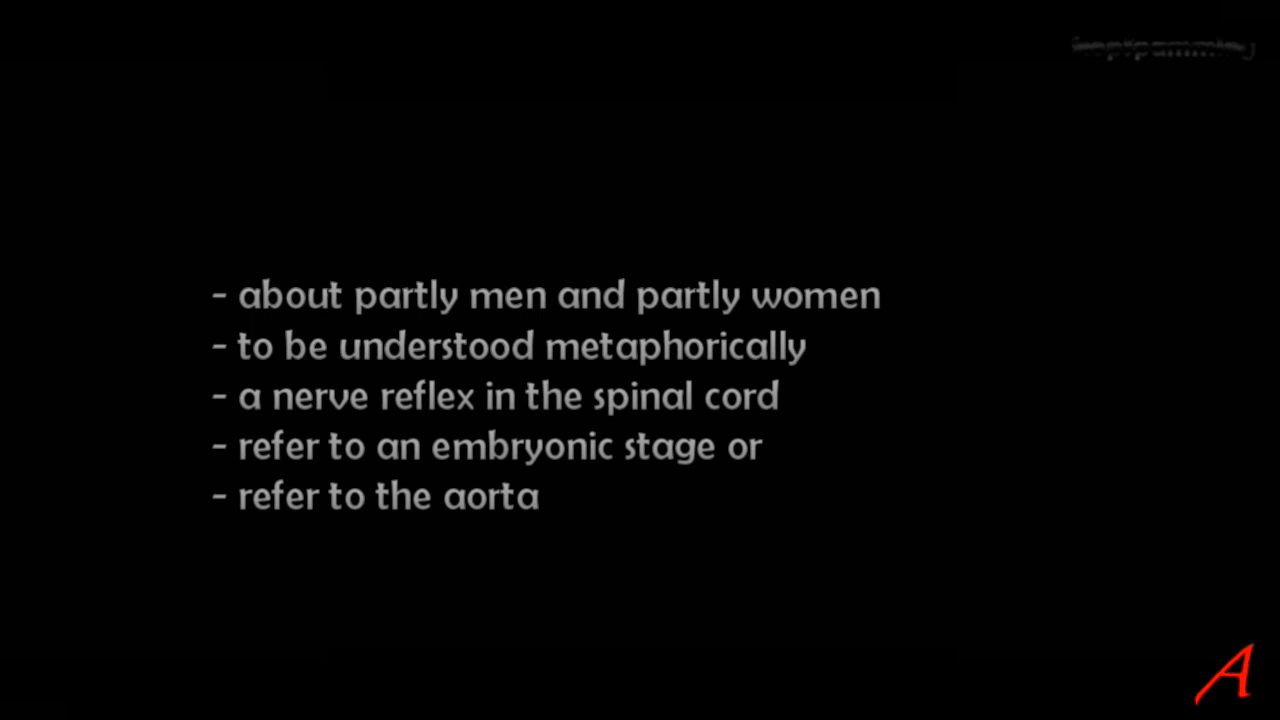 - about partly men and partly women
- to be understood metaphorically
- a nerve reflex in the spinal cord
- refer to an embryonic stage or
- refer to the aorta
A